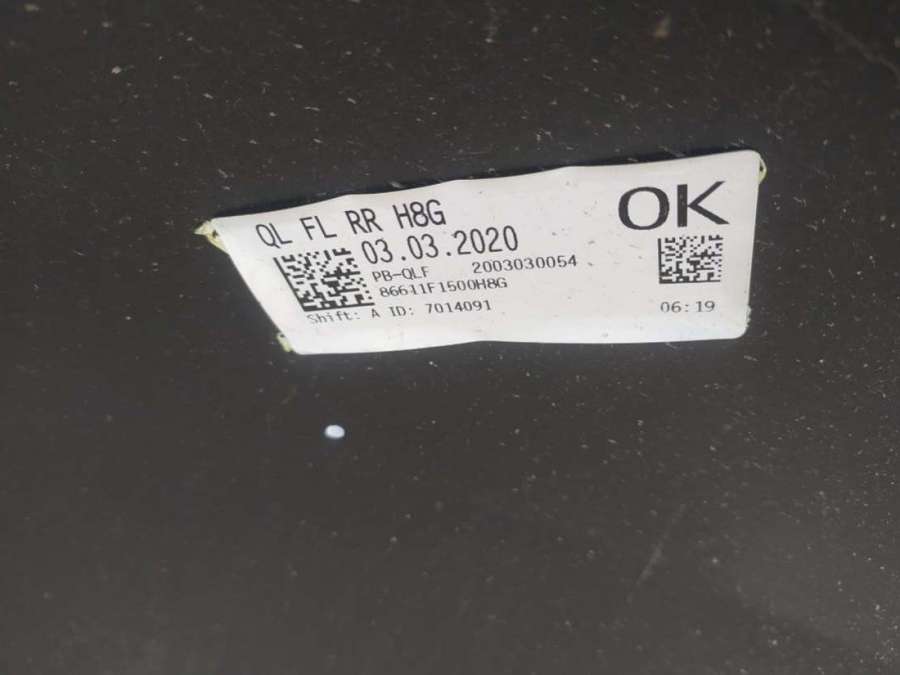 QL FL RR H8G
OK
03.03.2020
PB-QLF 2003030054
86611F1500H8G
Shift: A ID: 7014091
06:19